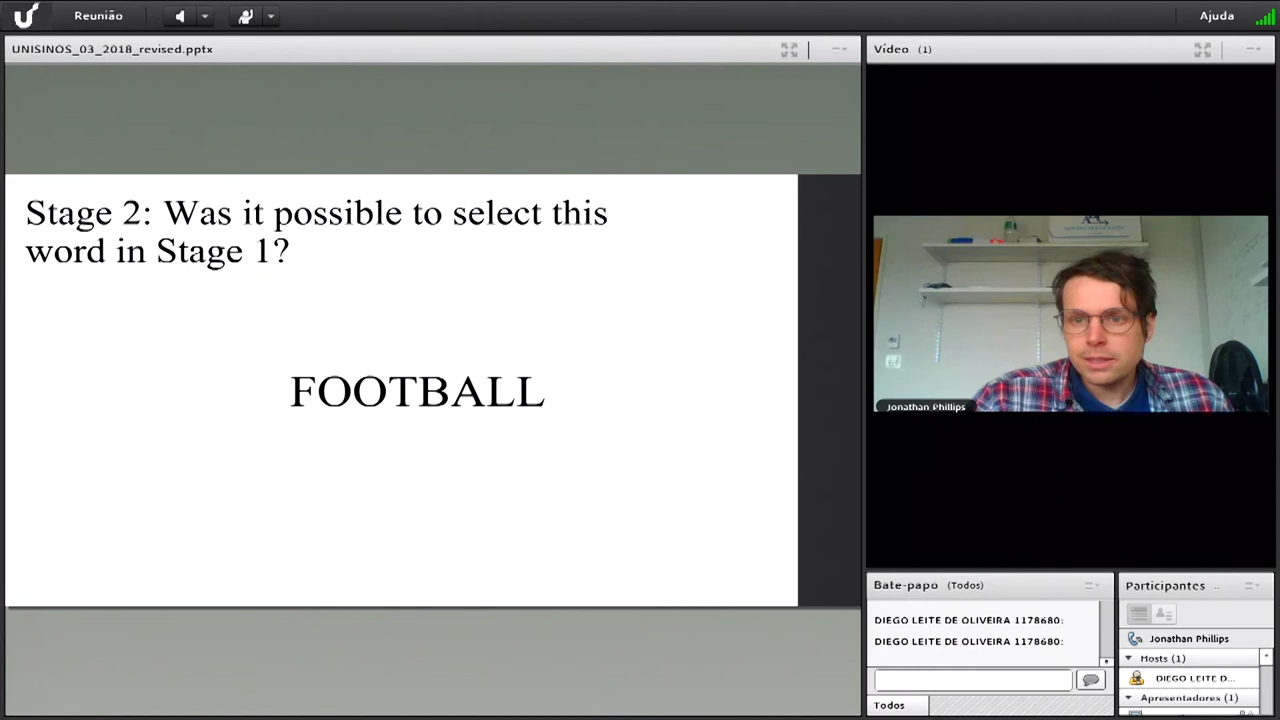 Reunião
Ajuda
UNISINOS_03_2018_revised.pptx
Vídeo (1)
Stage 2: Was it possible to select this
word in Stage 1?
FOOTBALL
Jonathan Phillips
Bate-papo (Todos)
DIEGO LEITE DE OLIVEIRA 1178680:
DIEGO LEITE DE OLIVEIRA 1178680:
Todos
Participantes ..
Jonathan Phillips
Hosts (1)
DIEGO LEITE D...
Apresentadores (1)